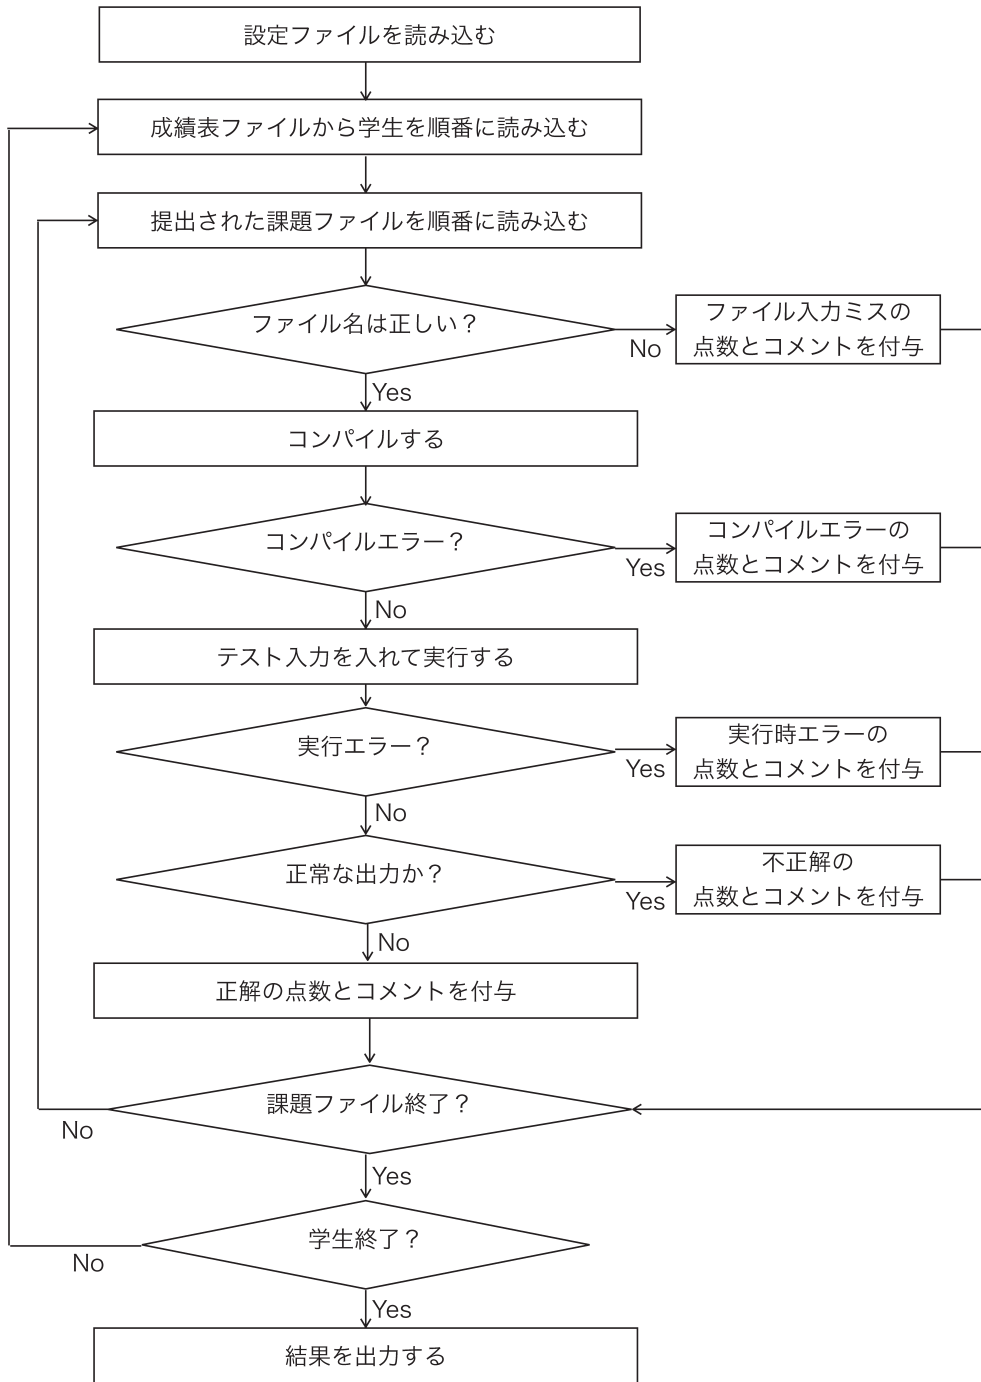 設定ファイルを読み込む
成績表ファイルから学生を順番に読み込む
提出された課題ファイルを順番に読み込む
ファイル名は正しい？
No
ファイル入力ミスの
点数とコメントを付与
Yes
コンパイルする
コンパイルエラー？
Yes
コンパイルエラーの
点数とコメントを付与
No
テスト入力を入れて実行する
実行エラー？
Yes
実行時エラーの
点数とコメントを付与
No
正常な出力か？
Yes
不正解の
点数とコメントを付与
No
正解の点数とコメントを付与
課題ファイル終了？
No
Yes
学生終了？
No
Yes
結果を出力する